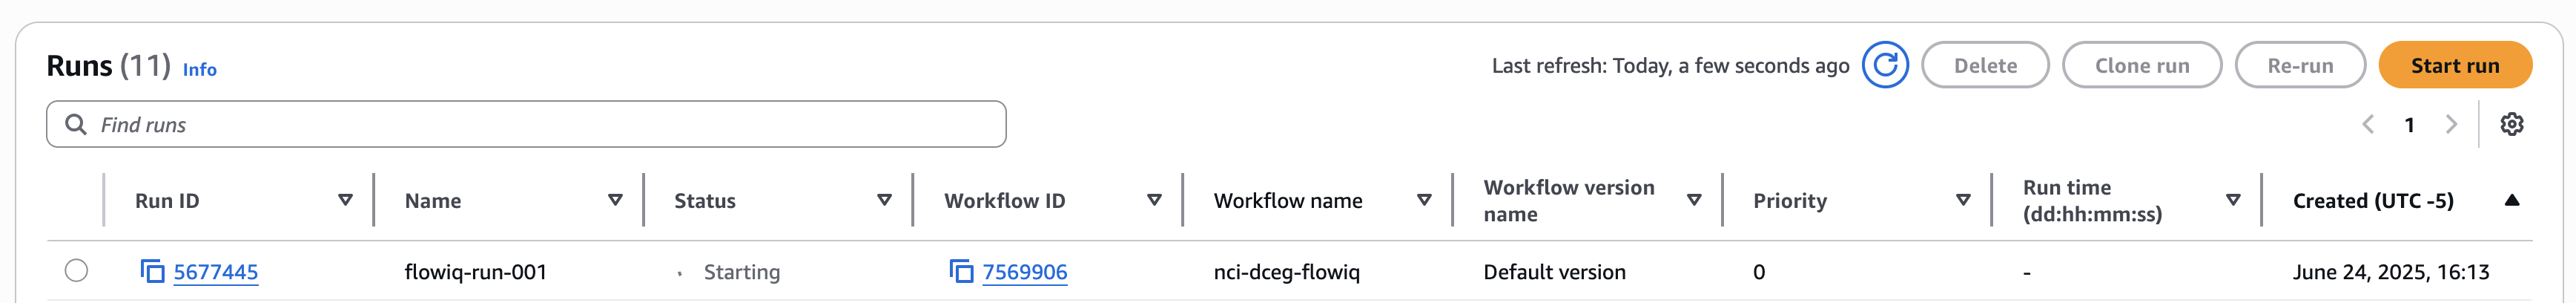 Runs (11) Info
Last refresh: Today, a few seconds ago
Delete
Clone run
Re-run
Start run
Find runs
1
Run ID
Name
Status
Workflow ID
Workflow name
Workflow version
name
Priority
Run time
(dd:hh:mm:ss)
Created (UTC -5)
5677445
flowiq-run-001
Starting
7569906
nci-dceg-flowiq
Default version
0
-
June 24, 2025, 16:13